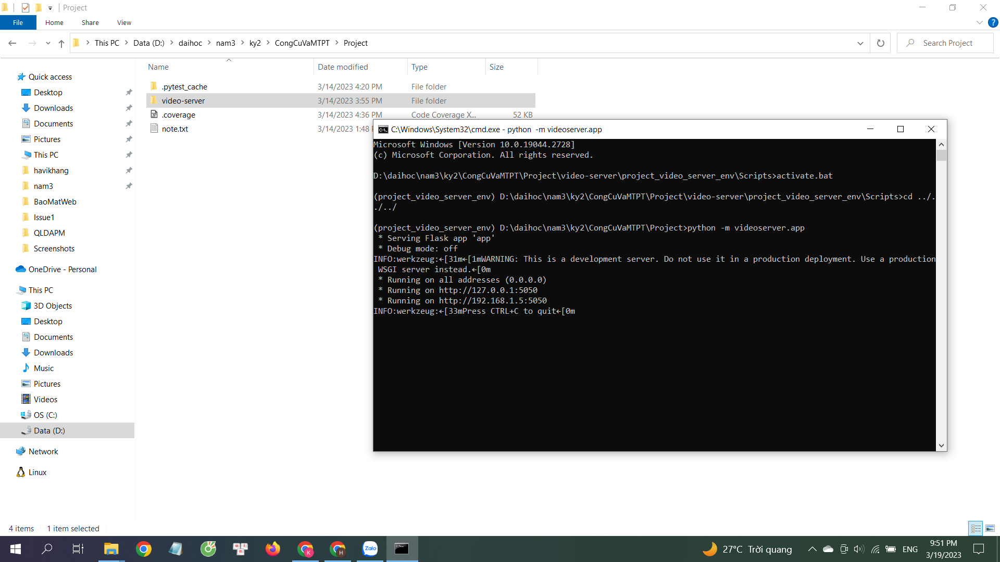 Project
File
Home
Share
View
This PC
Data (D:)
daihoc
nam3
ky2
CongCuVaMTPT
Project
Search Project
Name
Date modified
Type
Size
Quick access
Desktop
Downloads
Documents
Pictures
This PC
havikhang
nam3
BaoMatWeb
Issue1
QLDAPM
Screenshots
OneDrive - Personal
This PC
3D Objects
Desktop
Documents
Downloads
Music
Pictures
Videos
OS (C:)
Data (D:)
Network
Linux
.pytest_cache 3/14/2023 4:20 PM File folder
video-server 3/14/2023 3:55 PM File folder
.coverage 3/14/2023 4:36 PM Code Coverage X... 52 KB
note.txt 3/14/2023 1:48
C:\Windows\System32\cmd.exe - python -m videoserver.app
Microsoft Windows [Version 10.0.19044.2728]
(c) Microsoft Corporation. All rights reserved.
D:\daihoc\nam3\ky2\CongCuVaMTPT\Project\video-server\project_video_server_env\Scripts>activate.bat
(project_video_server_env) D:\daihoc\nam3\ky2\CongCuVaMTPT\Project\video-server\project_video_server_env\Scripts>cd ../.
./../
(project_video_server_env) D:\daihoc\nam3\ky2\CongCuVaMTPT\Project>python -m videoserver.app
* Serving Flask app 'app'
* Debug mode: off
INFO:werkzeug:←[31m←[1mWARNING: This is a development server. Do not use it in a production deployment. Use a production
WSGI server instead.←[0m
* Running on all addresses (0.0.0.0)
* Running on http://127.0.0.1:5050
* Running on http://192.168.1.5:5050
INFO:werkzeug:←[33mPress CTRL+C to quit←[0m
4 items
1 item selected
K
H
Zalo
27°C Trời quang
ENG
9:51 PM
3/19/2023